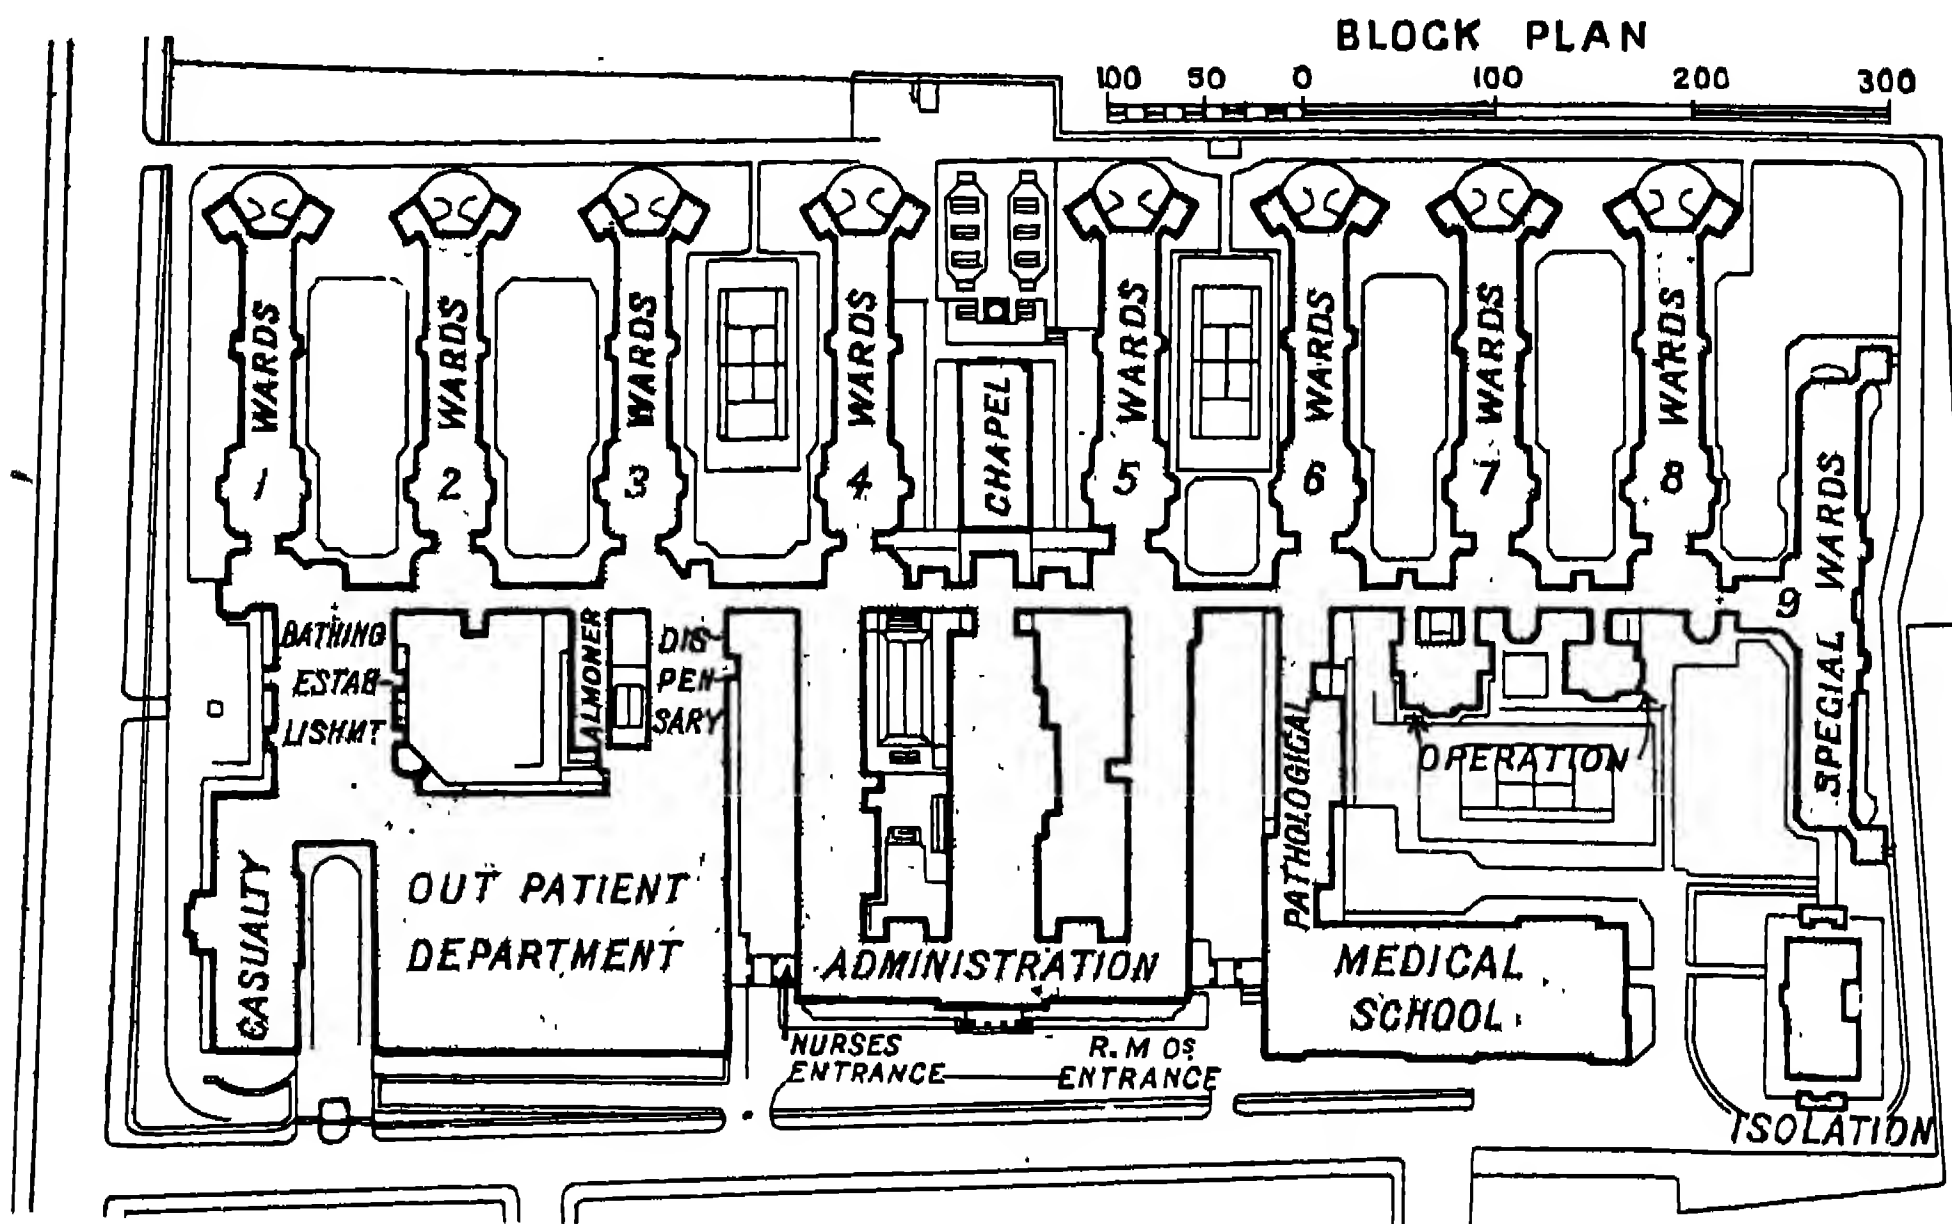 BLOCK PLAN
100 50 0 100 200 300
WARDS 1
WARDS 2
WARDS 3
WARDS 4
CHAPEL
WARDS 5
WARDS 6
WARDS 7
WARDS 8
9
SPECIAL WARDS
BATHING
ESTAB-
LISHMT
ALMONER
DIS-
PEN-
SARY
PATHOLOGICAL
OPERATION
CASUALTY
OUT PATIENT
DEPARTMENT
ADMINISTRATION
MEDICAL
SCHOOL
NURSES
ENTRANCE
R. M Os.
ENTRANCE
ISOLATION